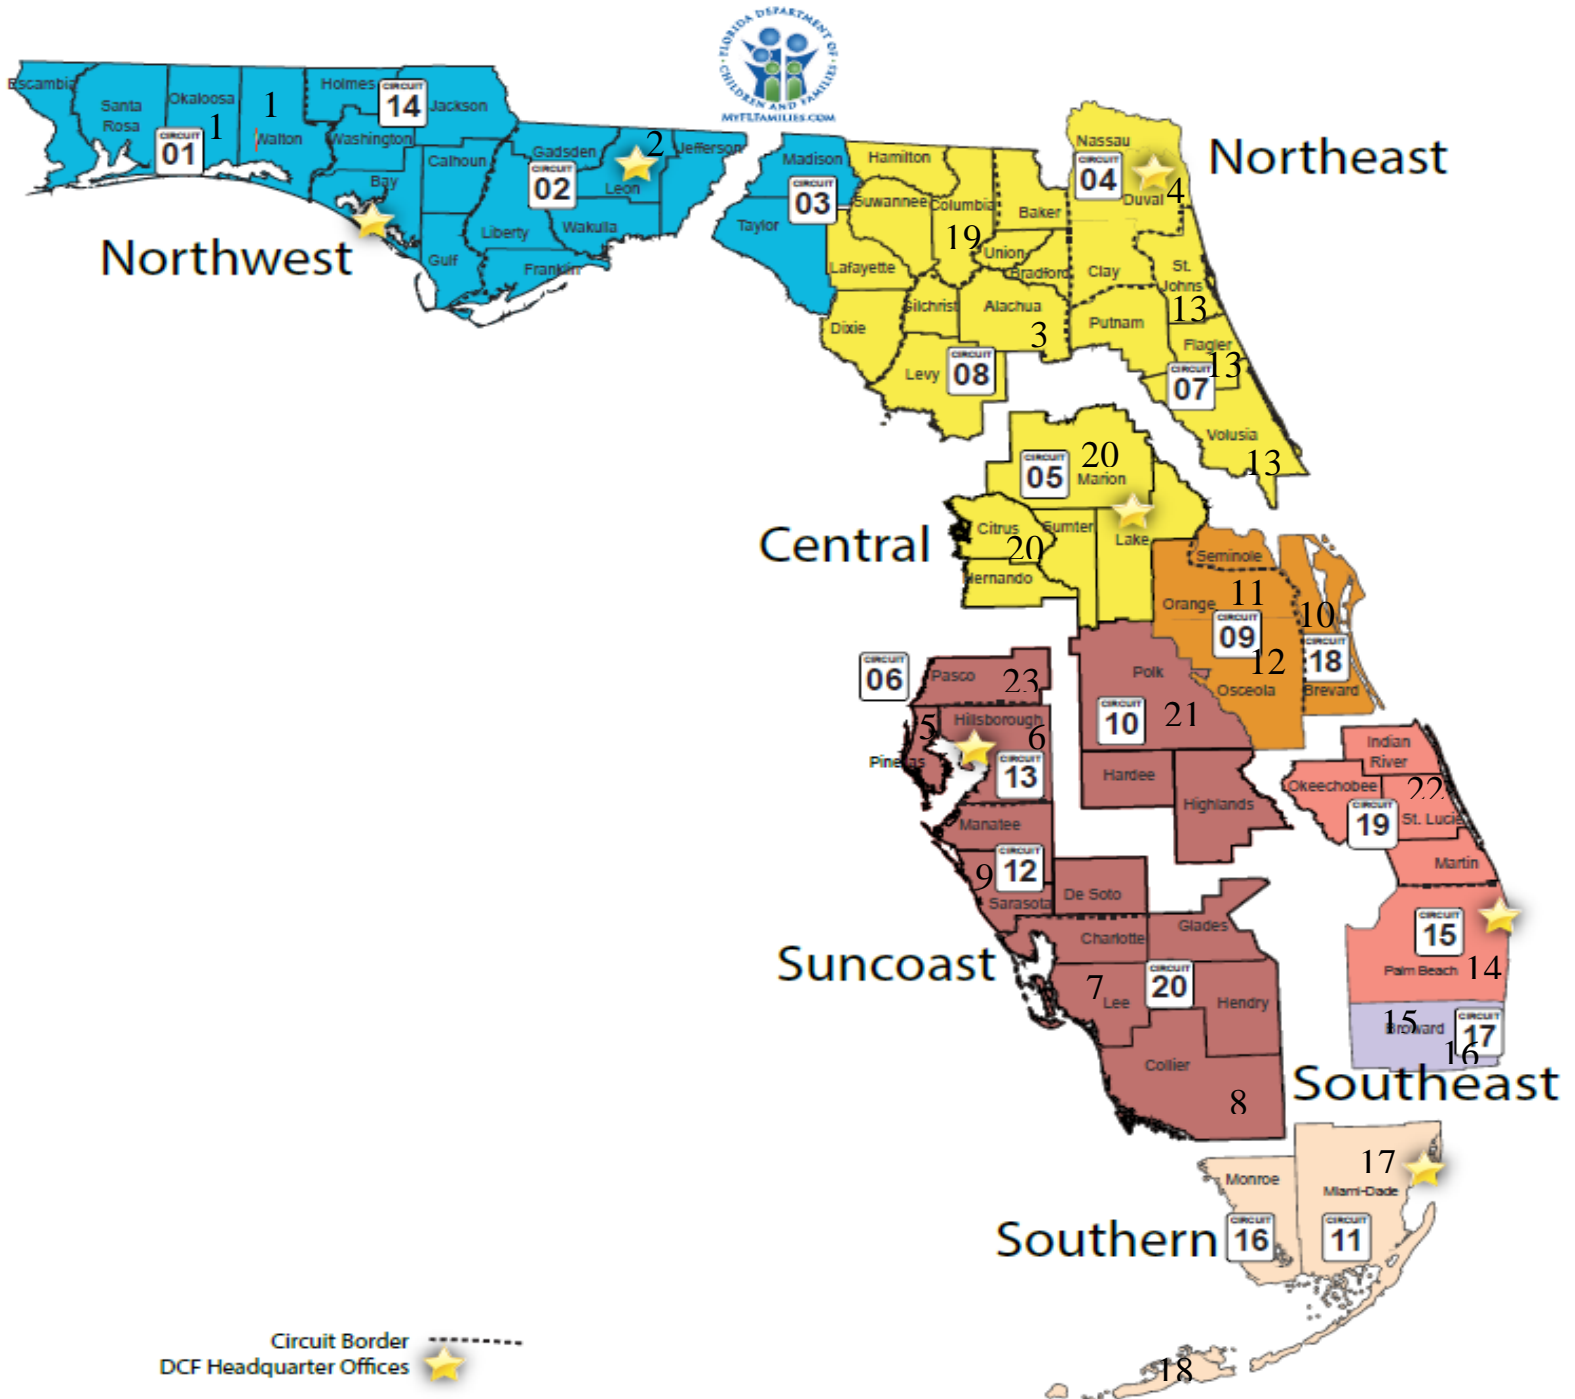 FLORIDA DEPARTMENT OF
CHILDREN AND FAMILIES
MYFLFAMILIES.COM
Escambia
Santa
Rosa
Okaloosa
1
CIRCUIT
01
1
Walton
Holmes
CIRCUIT
14
Jackson
Washington
Bay
Calhoun
Gulf
Gadsden
CIRCUIT
02
2
Leon
Jefferson
Liberty
Wakulla
Franklin
Northwest
Madison
CIRCUIT
03
Taylor
Hamilton
Suwannee
Columbia
19
Baker
Union
Bradford
Lafayette
Gilchrist
Alachua
3
Dixie
Levy
CIRCUIT
08
Nassau
CIRCUIT
04
Duval
4
Clay
St.
Johns
13
Putnam
Flagler
13
CIRCUIT
07
Volusia
13
Northeast
CIRCUIT
05
20
Marion
Citrus
20
Sumter
Lake
Hernando
Central
Seminole
Orange
11
CIRCUIT
09
12
Osceola
10
CIRCUIT
18
Brevard
CIRCUIT
06
Pasco
23
5
Hillsborough
6
Pinellas
CIRCUIT
13
Polk
CIRCUIT
10
21
Hardee
Highlands
Manatee
CIRCUIT
12
9
Sarasota
De Soto
Charlotte
Glades
7
Lee
CIRCUIT
20
Hendry
Collier
8
Suncoast
Indian
River
Okeechobee
22
CIRCUIT
19
St. Lucie
Martin
CIRCUIT
15
Palm Beach
14
15
Broward
CIRCUIT
17
16
Southeast
Monroe
17
Miami-Dade
CIRCUIT
16
CIRCUIT
11
Southern
18
Circuit Border
DCF Headquarter Offices